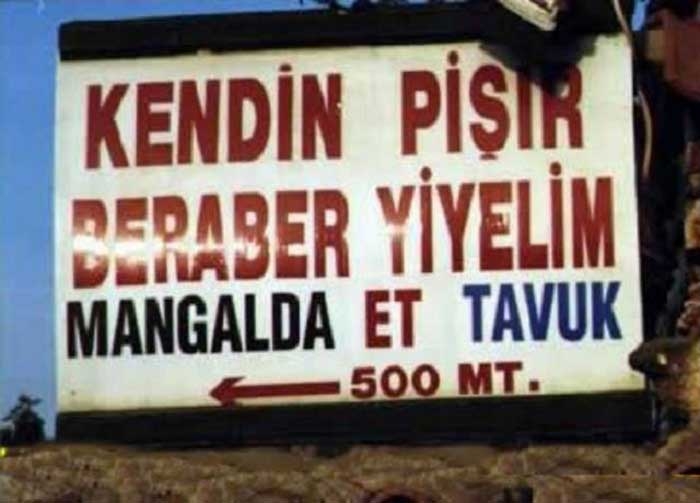 KENDİN PİŞİR
BERABER YİYELİM
MANGALDA ET TAVUK
500 MT.